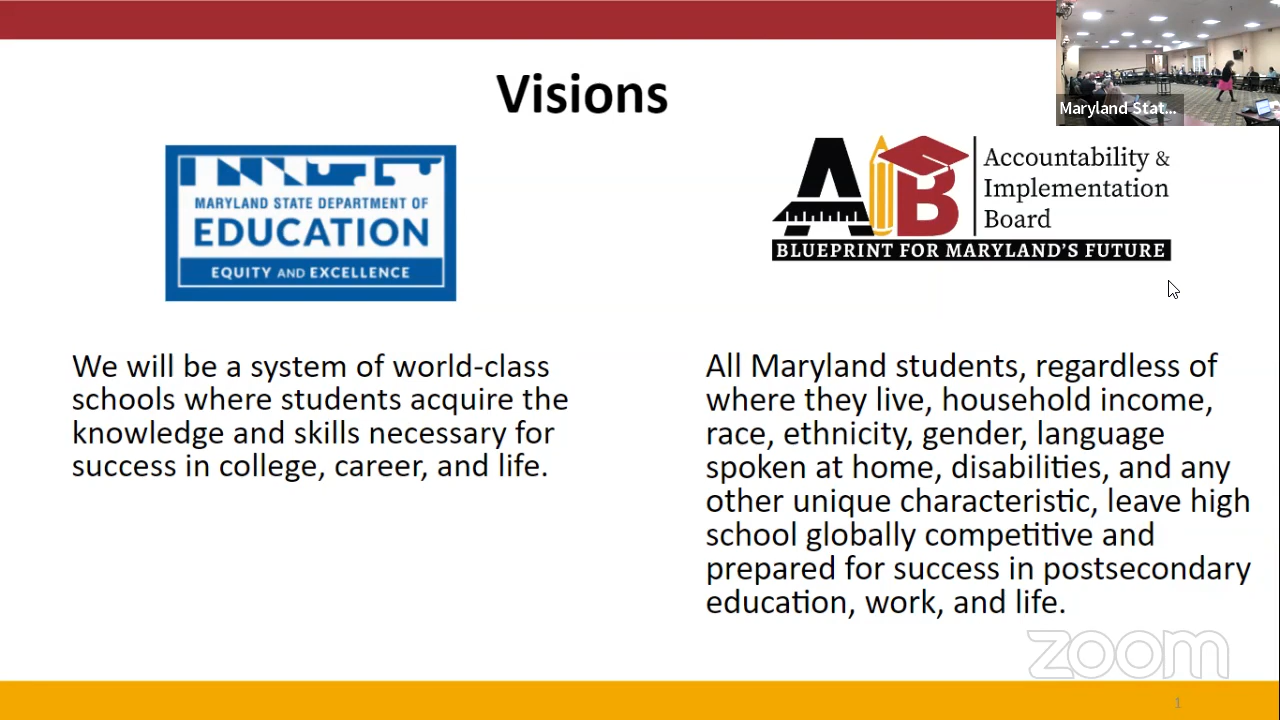 Visions
Maryland Stat...
MARYLAND STATE DEPARTMENT OF
EDUCATION
EQUITY AND EXCELLENCE
AIB
Accountability &
Implementation
Board
BLUEPRINT FOR MARYLAND'S FUTURE
We will be a system of world-class
schools where students acquire the
knowledge and skills necessary for
success in college, career, and life.
All Maryland students, regardless of
where they live, household income,
race, ethnicity, gender, language
spoken at home, disabilities, and any
other unique characteristic, leave high
school globally competitive and
prepared for success in postsecondary
education, work, and life.
zoom
1